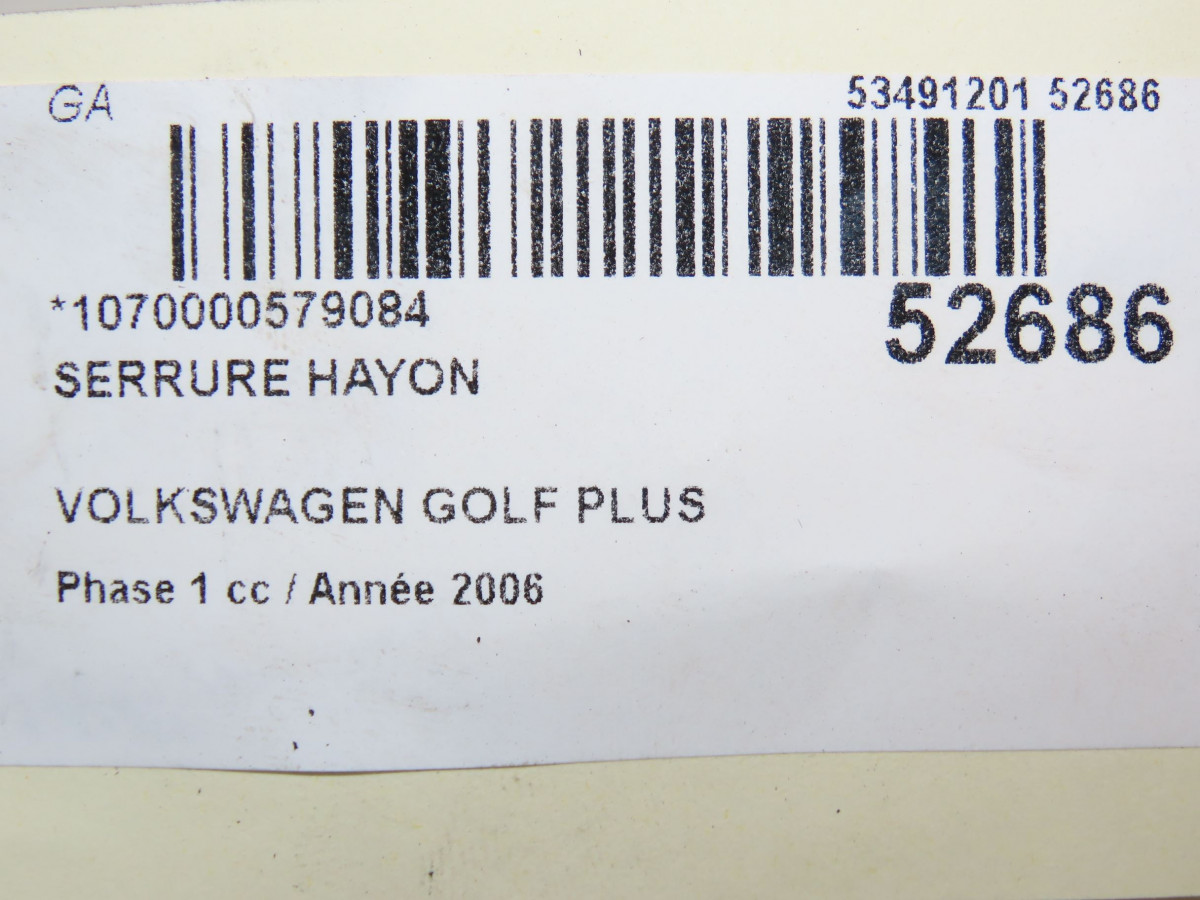 GA
53491201 52686
*1070000579084
52686
SERRURE HAYON
VOLKSWAGEN GOLF PLUS
Phase 1 cc / Année 2006